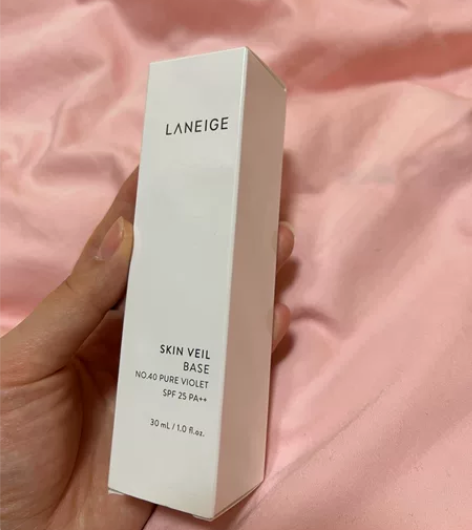 LANEIGE
SKIN VEIL
BASE
NO.40 PURE VIOLET
SPF 25 PA++
30 mL / 1.0 fl.oz.